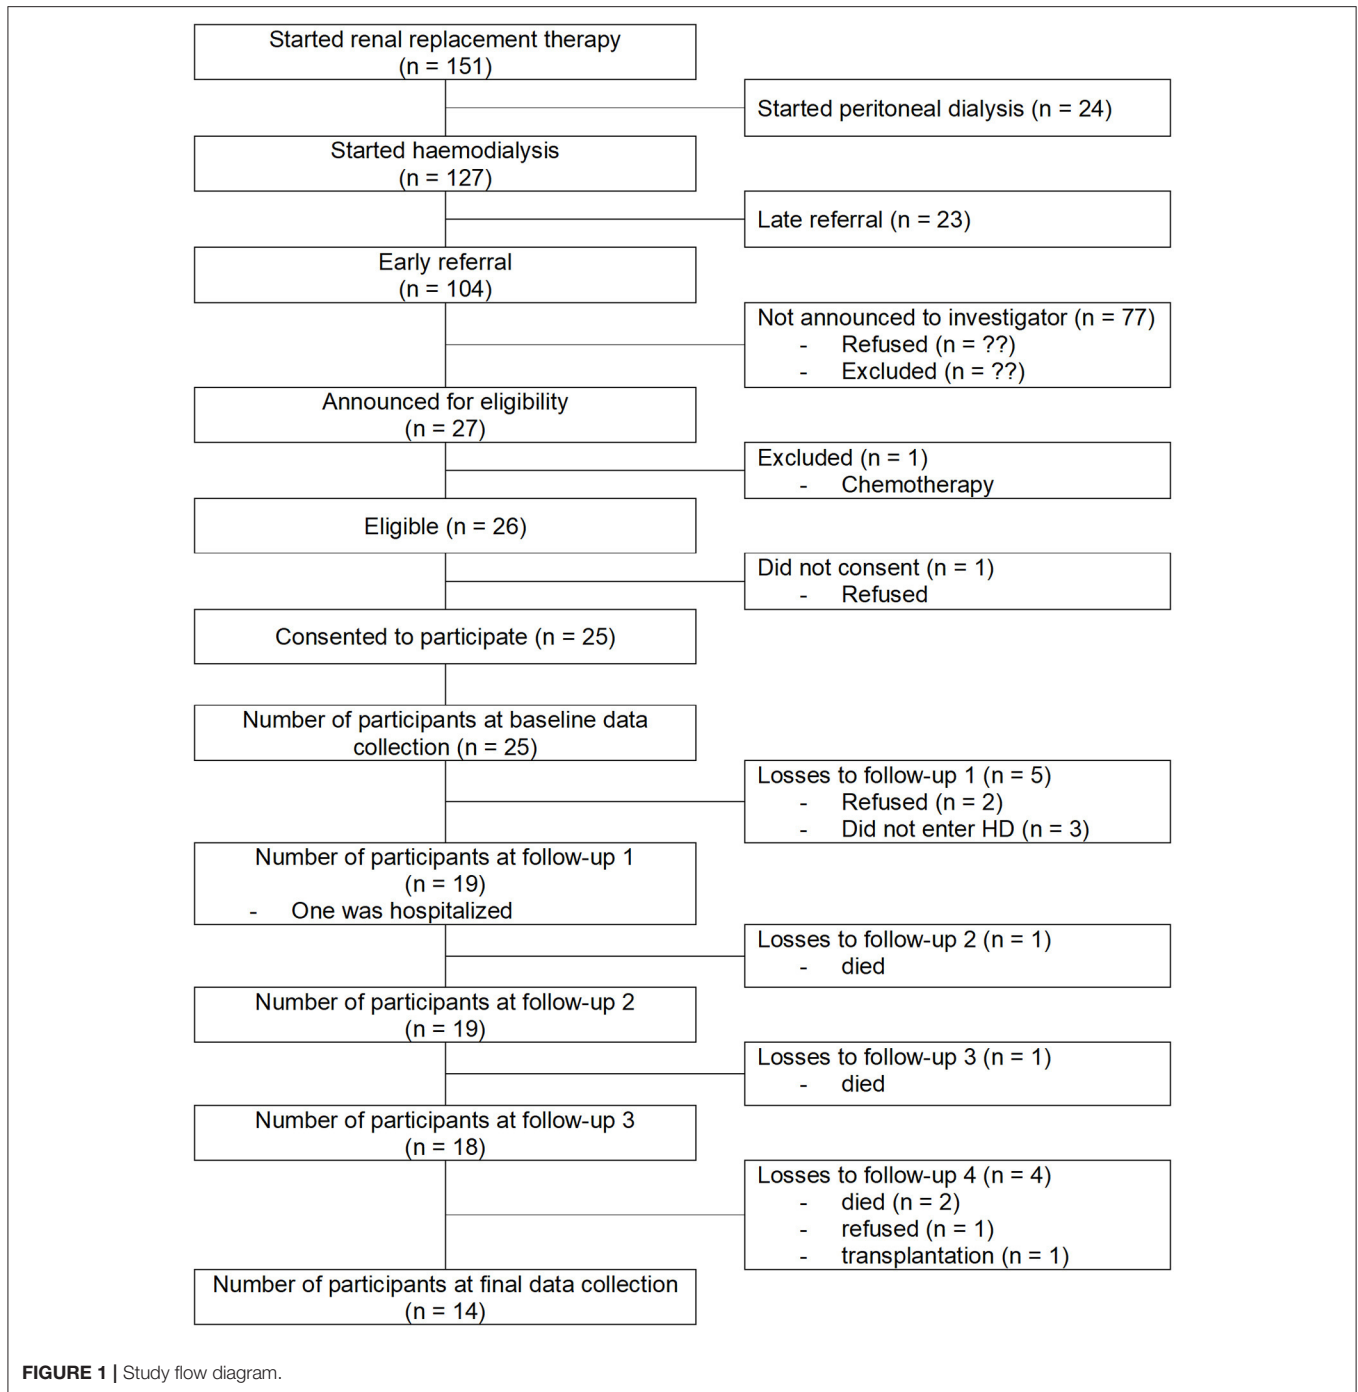 Started renal replacement therapy
(n = 151)
Started peritoneal dialysis (n = 24)
Started haemodialysis
(n = 127)
Late referral (n = 23)
Early referral
(n = 104)
Not announced to investigator (n = 77)
- Refused (n = ??)
- Excluded (n = ??)
Announced for eligibility
(n = 27)
Excluded (n = 1)
- Chemotherapy
Eligible (n = 26)
Did not consent (n = 1)
- Refused
Consented to participate (n = 25)
Number of participants at baseline data
collection (n = 25)
Losses to follow-up 1 (n = 5)
- Refused (n = 2)
- Did not enter HD (n = 3)
Number of participants at follow-up 1
(n = 19)
- One was hospitalized
Losses to follow-up 2 (n = 1)
- died
Number of participants at follow-up 2
(n = 19)
Losses to follow-up 3 (n = 1)
- died
Number of participants at follow-up 3
(n = 18)
Losses to follow-up 4 (n = 4)
- died (n = 2)
- refused (n = 1)
- transplantation (n = 1)
Number of participants at final data collection
(n = 14)
FIGURE 1 | Study flow diagram.